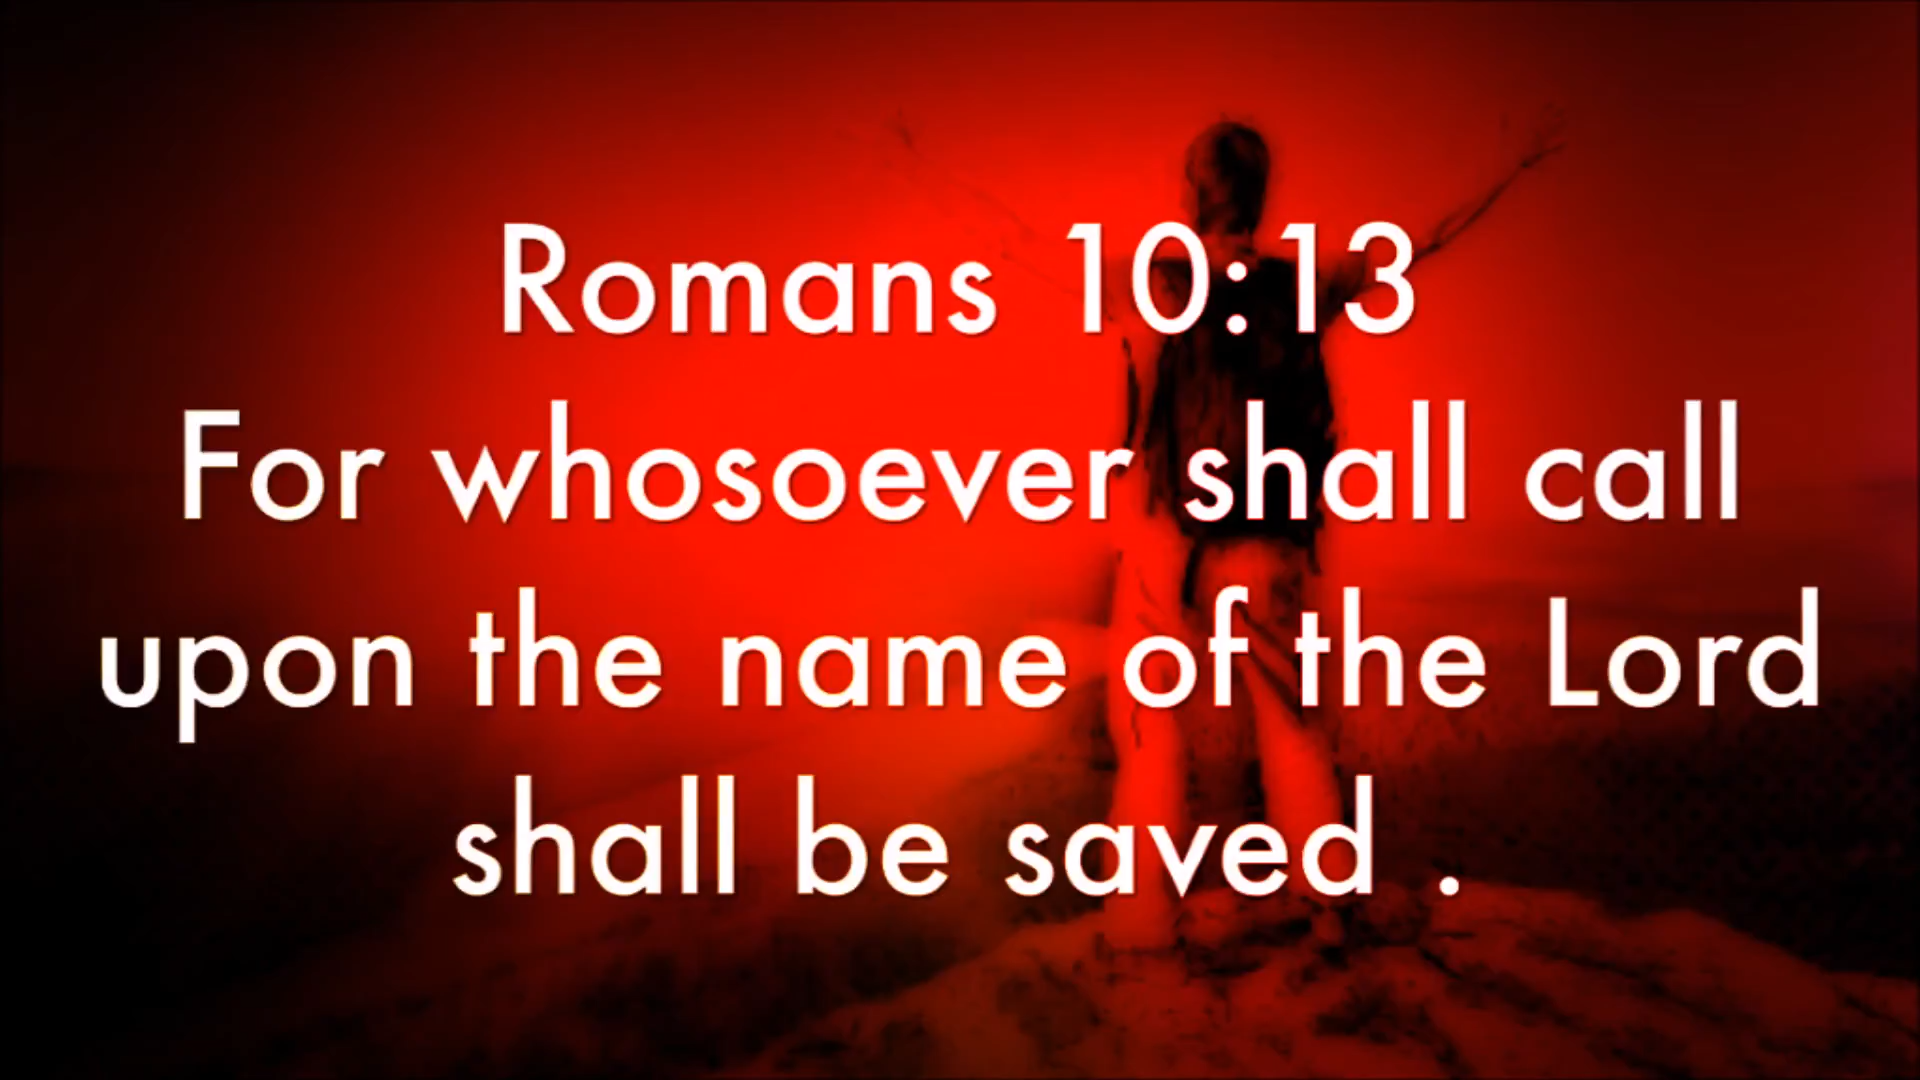 Romans 10:13
For whosoever shall call
upon the name of the Lord
shall be saved .